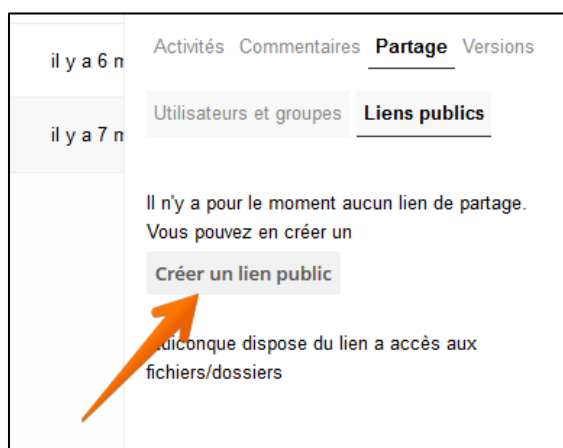 Activités Commentaires Partage Versions
il y a 6 m
Utilisateurs et groupes Liens publics
il y a 7 m
Il n'y a pour le moment aucun lien de partage.
Vous pouvez en créer un
Créer un lien public
uiconque dispose du lien a accès aux
fichiers/dossiers